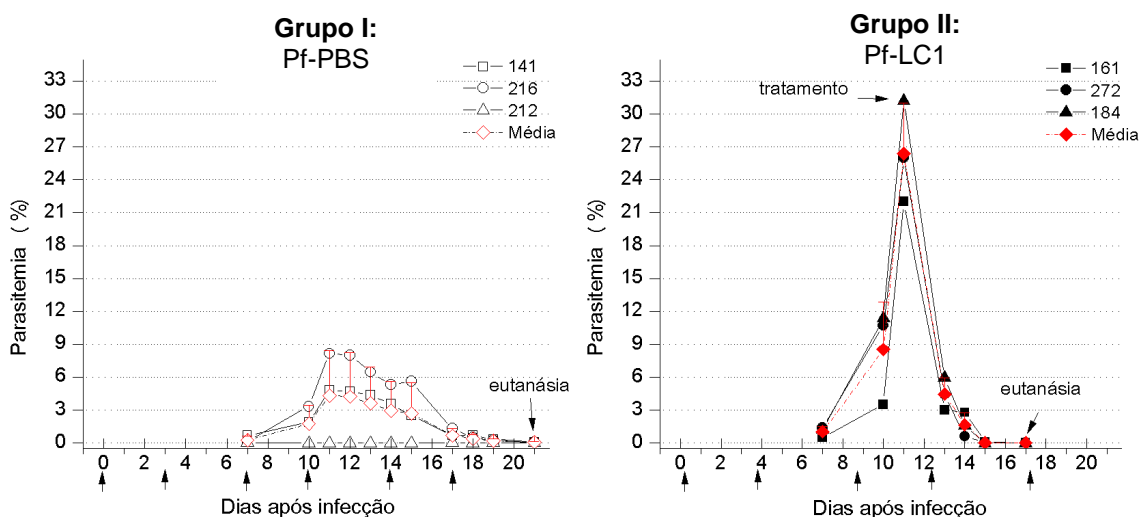 Grupo I:
Pf-PBS
141
216
212
Média
33
30
27
24
21
18
15
12
9
6
3
0
Parasitemia ( %)
eutanásia
0 2 4 6 8 10 12 14 16 18 20
Dias após infecção
Grupo II:
Pf-LC1
161
272
184
Média
tratamento
33
30
27
24
21
18
15
12
9
6
3
0
Parasitemia ( %)
eutanásia
0 2 4 6 8 10 12 14 16 18 20
Dias após infecção